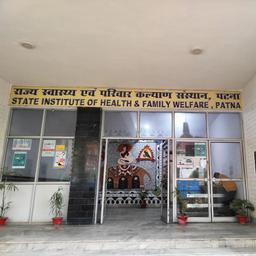 राज्य स्वास्थ्य एवं परिवार कल्याण संस्थान, पटना
STATE INSTITUTE OF HEALTH & FAMILY WELFARE , PATNA